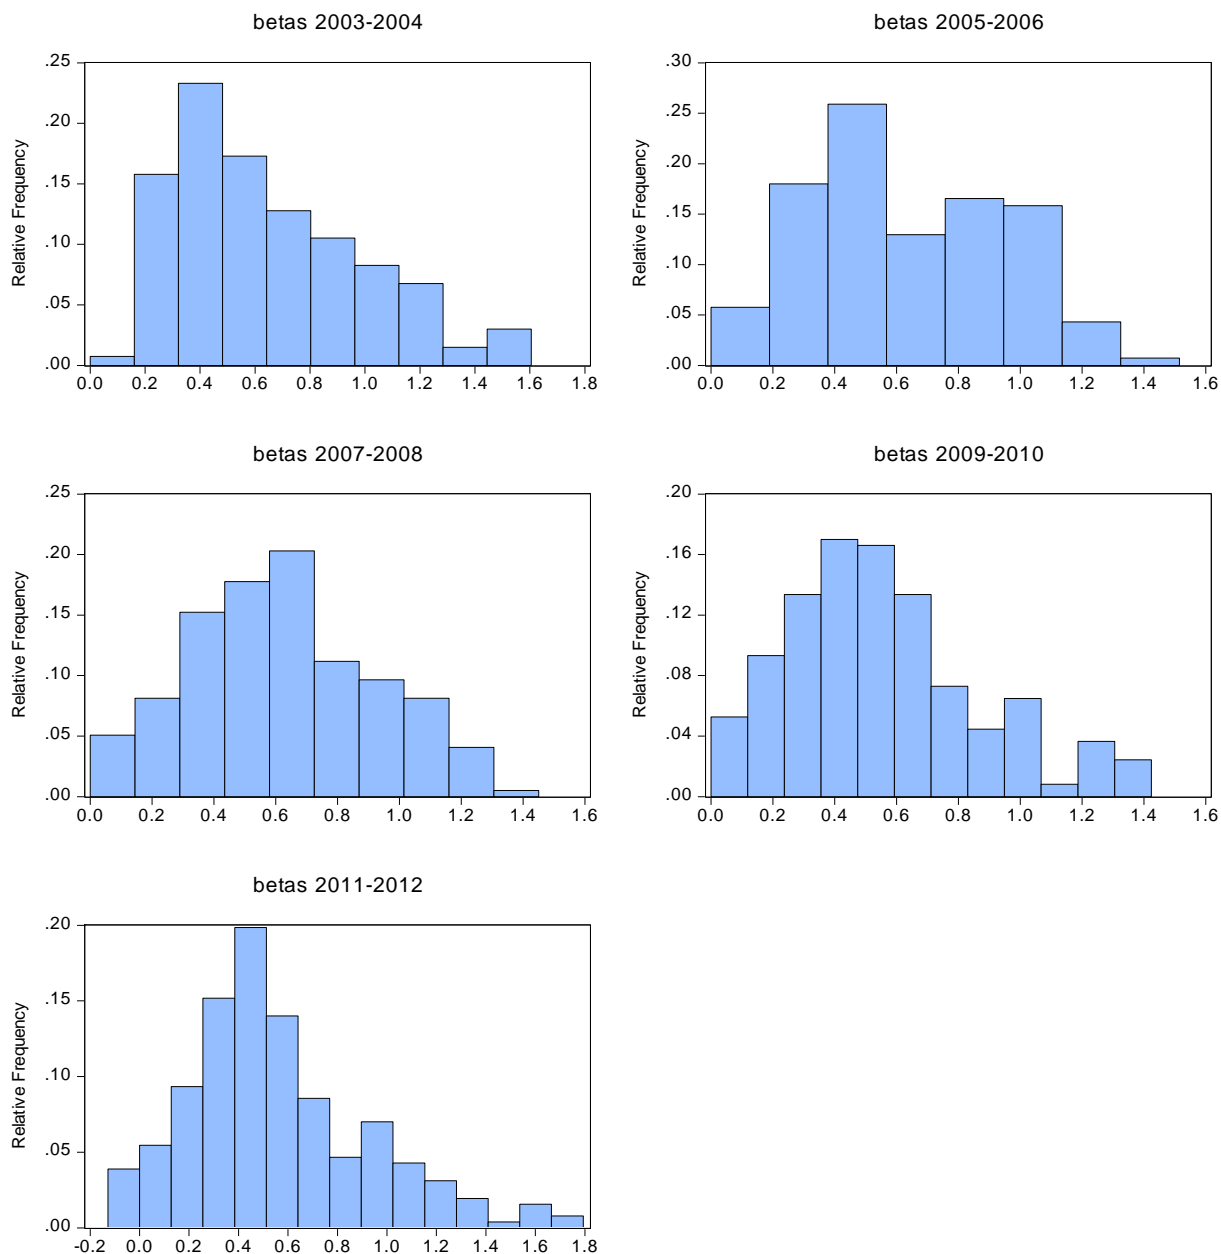 betas 2003-2004
Relative Frequency
.25
.20
.15
.10
.05
.00
0.0 0.2 0.4 0.6 0.8 1.0 1.2 1.4 1.6 1.8
betas 2005-2006
Relative Frequency
.30
.25
.20
.15
.10
.05
.00
0.0 0.2 0.4 0.6 0.8 1.0 1.2 1.4 1.6
betas 2007-2008
Relative Frequency
.25
.20
.15
.10
.05
.00
0.0 0.2 0.4 0.6 0.8 1.0 1.2 1.4 1.6
betas 2009-2010
Relative Frequency
.20
.16
.12
.08
.04
.00
0.0 0.2 0.4 0.6 0.8 1.0 1.2 1.4 1.6
betas 2011-2012
Relative Frequency
.20
.15
.10
.05
.00
-0.2 0.0 0.2 0.4 0.6 0.8 1.0 1.2 1.4 1.6 1.8